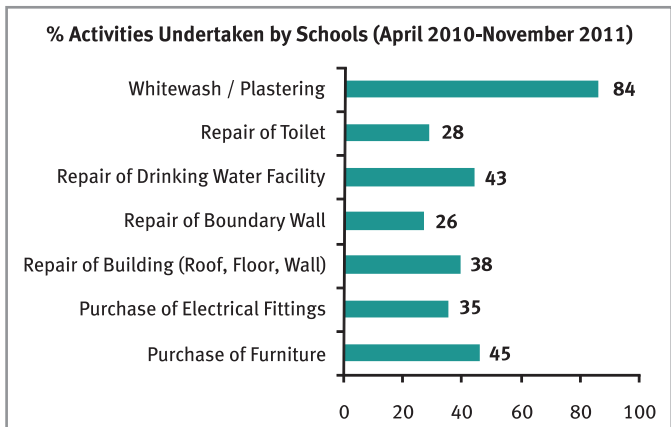 % Activities Undertaken by Schools (April 2010-November 2011)
Whitewash / Plastering 84
Repair of Toilet 28
Repair of Drinking Water Facility 43
Repair of Boundary Wall 26
Repair of Building (Roof, Floor, Wall) 38
Purchase of Electrical Fittings 35
Purchase of Furniture 45
0 20 40 60 80 100